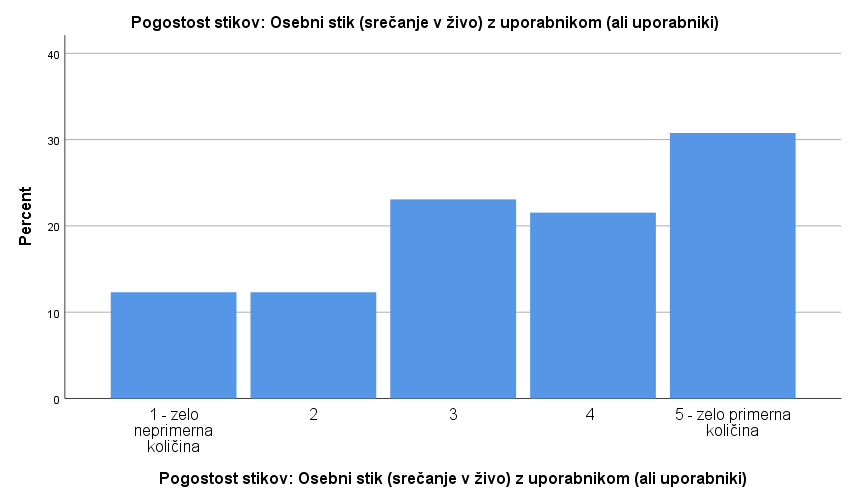 Pogostost stikov: Osebni stik (srečanje v živo) z uporabnikom (ali uporabniki)
40
30
20
10
0
Percent
1 - zelo
neprimerna
količina
2
3
4
5 - zelo primerna
količina
Pogostost stikov: Osebni stik (srečanje v živo) z uporabnikom (ali uporabniki)